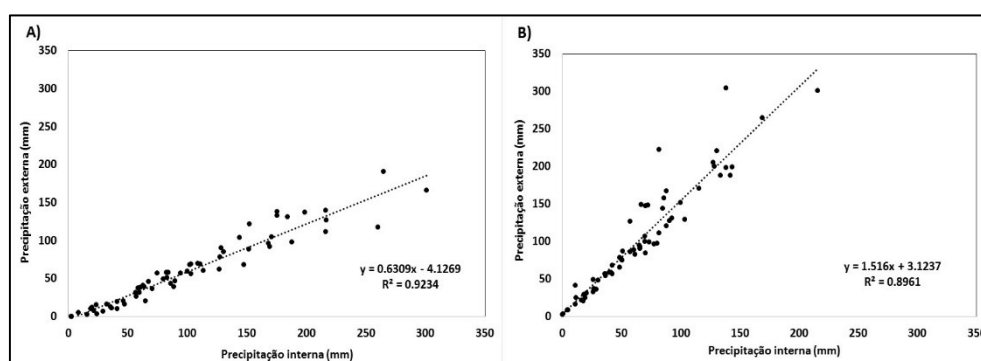 A)
350
300
250
200
150
100
50
0
Precipitação externa (mm)
y = 0.6309x - 4.1269
R² = 0.9234
0 50 100 150 200 250 300 350
Precipitação interna (mm)
B)
350
300
250
200
150
100
50
0
Precipitação externa (mm)
y = 1.516x + 3.1237
R² = 0.8961
0 50 100 150 200 250 300 350
Precipitação interna (mm)